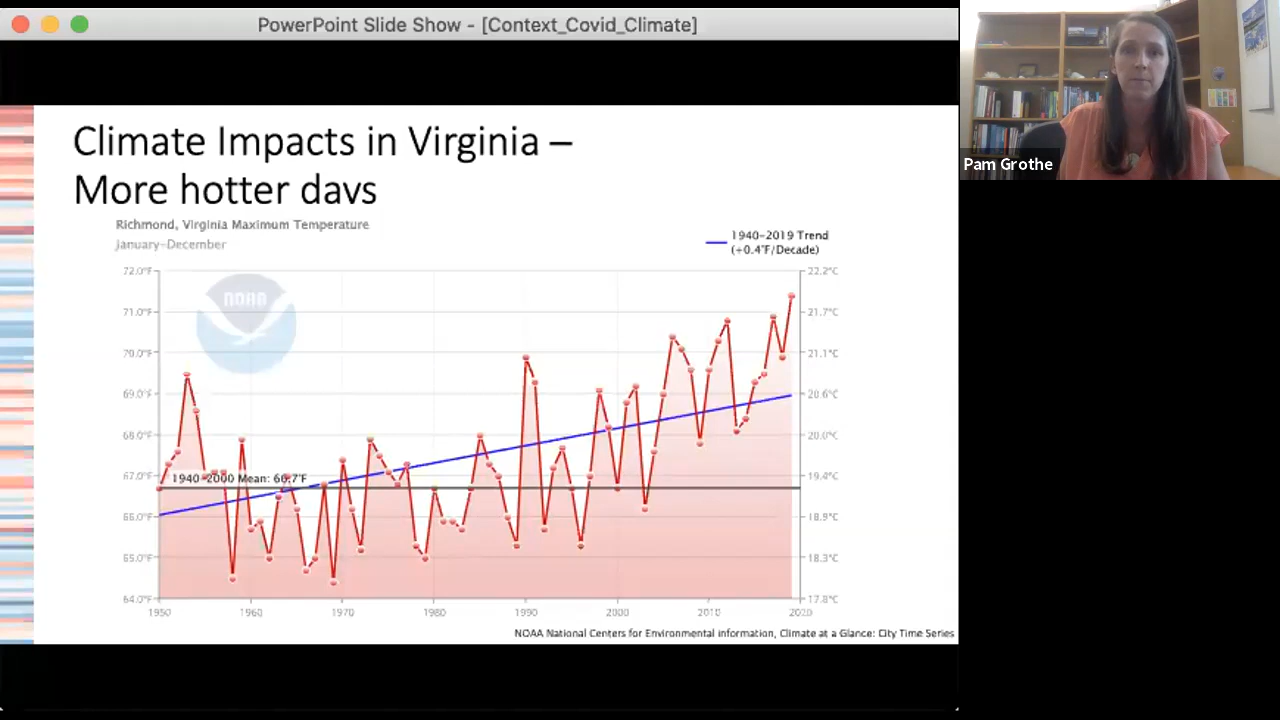 PowerPoint Slide Show - [Context_Covid_Climate]
Pam Grothe
Climate Impacts in Virginia –
More hotter days
Richmond, Virginia Maximum Temperature
January–December
1940–2019 Trend
(+0.4°F/Decade)
NOAA
72.0°F
71.0°F
70.0°F
69.0°F
68.0°F
67.0°F
66.0°F
65.0°F
64.0°F
22.2°C
21.7°C
21.1°C
20.6°C
20.0°C
19.4°C
18.9°C
18.3°C
17.8°C
1940–2000 Mean: 66.7°F
1950 1960 1970 1980 1990 2000 2010 2020
NOAA National Centers for Environmental information, Climate at a Glance: City Time Series